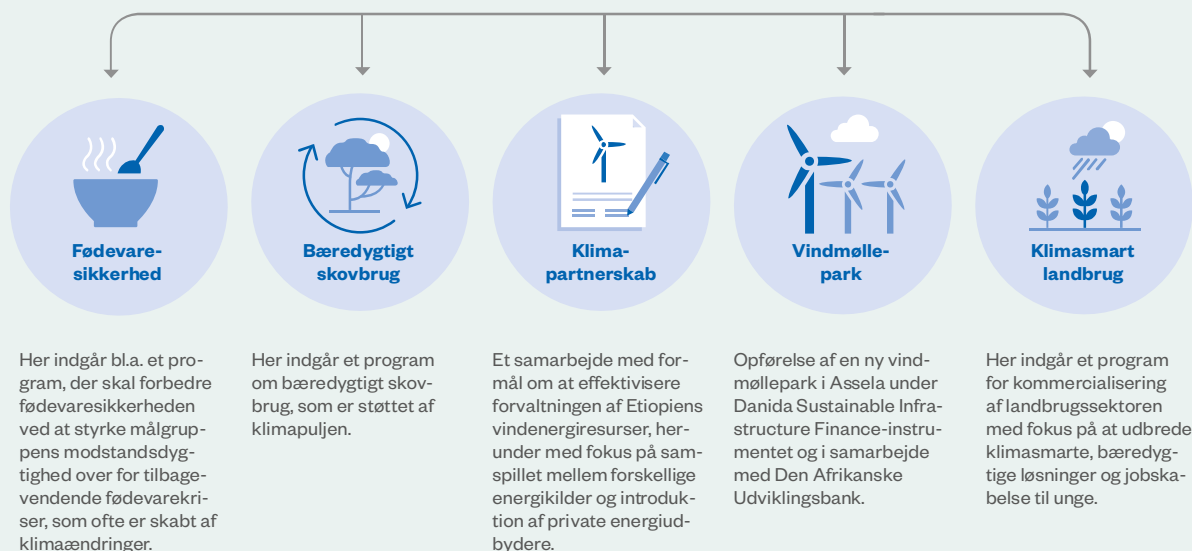 Fødevare-
sikkerhed
Her indgår bl.a. et pro-
gram, der skal forbedre
fødevaresikkerheden
ved at styrke målgrup-
pens modstandsdyg-
tighed over for tilbage-
vendende fødevarekri-
ser, som ofte er skabt af
klimaændringer.
Bæredygtigt
skovbrug
Her indgår et program
om bæredygtigt skov-
brug, som er støttet af
klimapuljen.
Klima-
partnerskab
Et samarbejde med for-
mål om at effektivisere
forvaltningen af Etiopiens
vindenergiresurser, her-
under med fokus på sam-
spillet mellem forskellige
energikilder og introduk-
tion af private energiud-
bydere.
Vindmølle-
park
Opførelse af en ny vind-
møllepark i Assela under
Danida Sustainable Infra-
structure Finance-instru-
mentet og i samarbejde
med Den Afrikanske
Udviklingsbank.
Klimasmart
landbrug
Her indgår et program
for kommercialisering
af landbrugssektoren
med fokus på at udbrede
klimasmarte, bæredyg-
tige løsninger og jobska-
belse til unge.